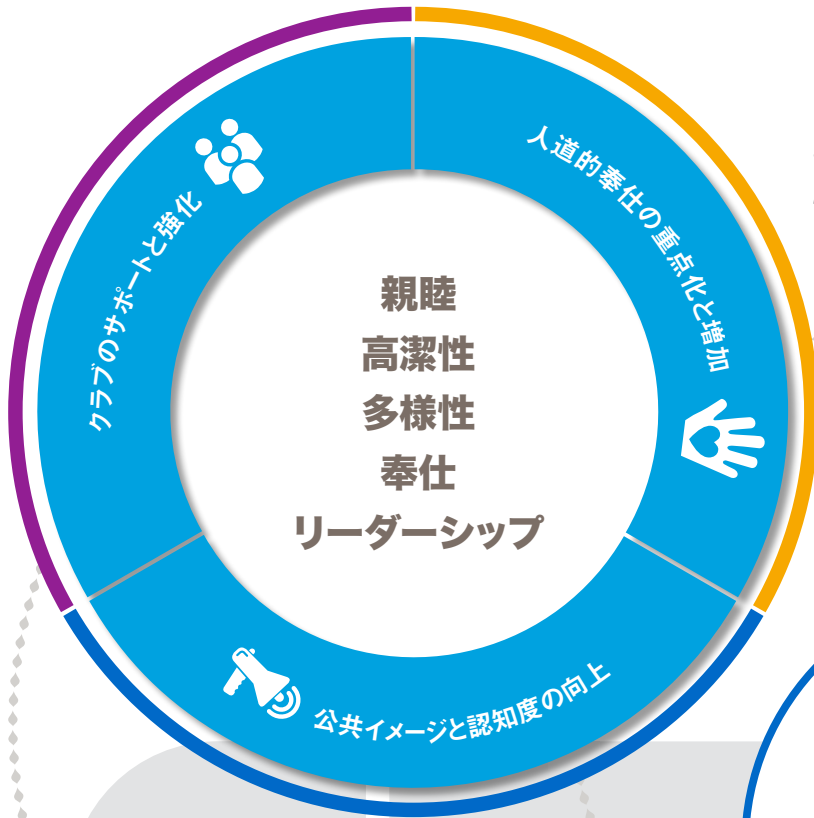 クラブのサポートと強化
人道的奉仕の重点化と増加
親睦
高潔性
多様性
奉仕
リーダーシップ
公共イメージと認知度の向上